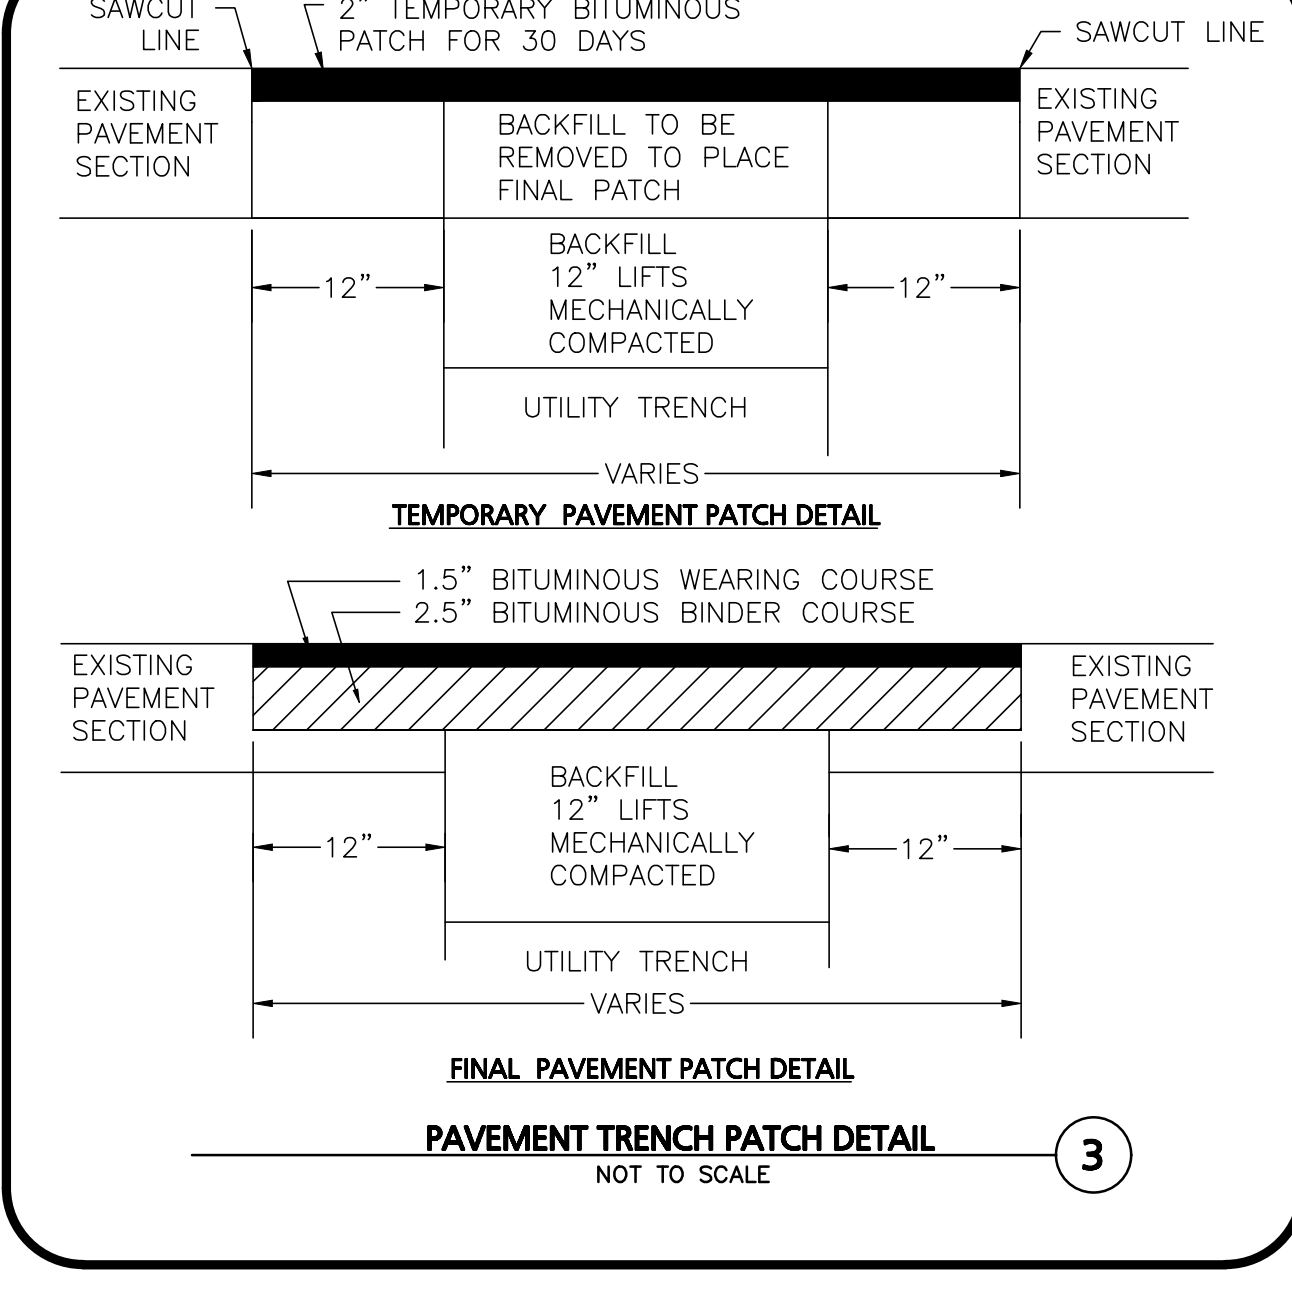 SAWCUT
LINE
2” TEMPORARY BITUMINOUS
PATCH FOR 30 DAYS
SAWCUT LINE
EXISTING
PAVEMENT
SECTION
BACKFILL TO BE
REMOVED TO PLACE
FINAL PATCH
EXISTING
PAVEMENT
SECTION
BACKFILL
12” LIFTS
MECHANICALLY
COMPACTED
12”
12”
UTILITY TRENCH
VARIES
TEMPORARY PAVEMENT PATCH DETAIL
1.5” BITUMINOUS WEARING COURSE
2.5” BITUMINOUS BINDER COURSE
EXISTING
PAVEMENT
SECTION
EXISTING
PAVEMENT
SECTION
BACKFILL
12” LIFTS
MECHANICALLY
COMPACTED
12”
12”
UTILITY TRENCH
VARIES
FINAL PAVEMENT PATCH DETAIL
PAVEMENT TRENCH PATCH DETAIL
3
NOT TO SCALE